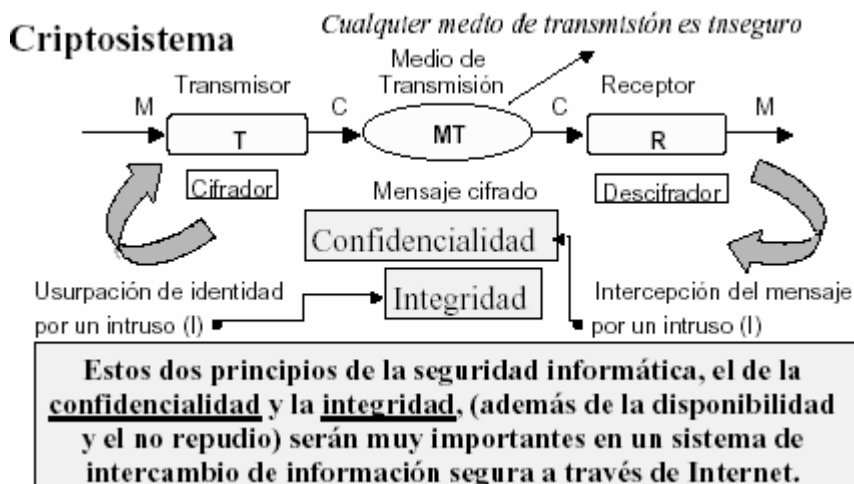 Criptosistema
Cualquier medio de transmisión es inseguro
Medio de
Transmisión
Transmisor
Receptor
M
C
C
M
T
MT
R
Cifrador
Mensaje cifrado
Descifrador
Confidencialidad
Integridad
Usurpación de identidad
por un intruso (I)
Intercepción del mensaje
por un intruso (I)
Estos dos principios de la seguridad informática, el de la
confidencialidad y la integridad, (además de la disponibilidad
y el no repudio) serán muy importantes en un sistema de
intercambio de información segura a través de Internet.